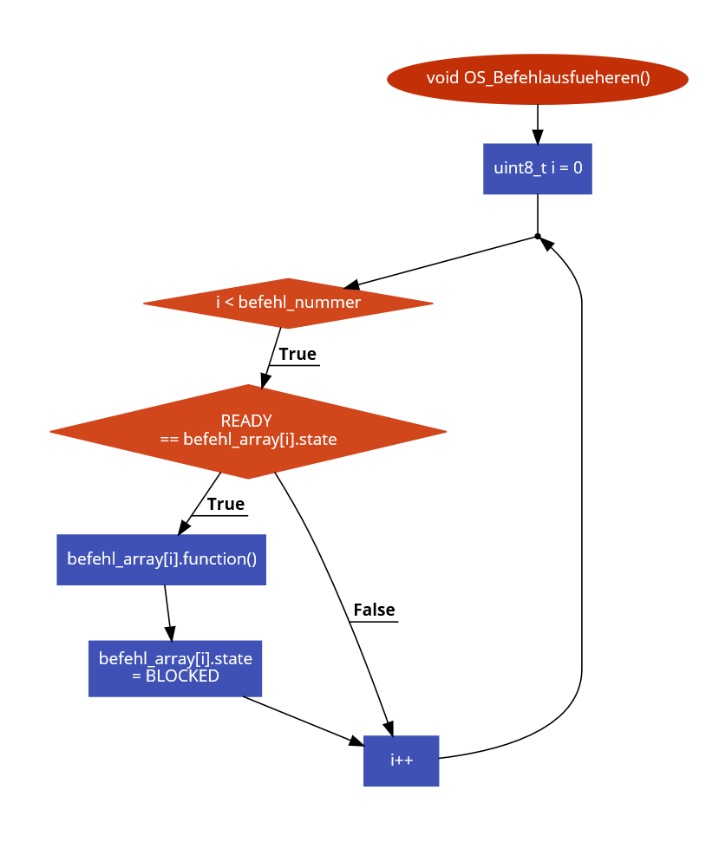 void OS_Befehlausfueheren()
uint8_t i = 0
i < befehl_nummer
True
READY
== befehl_array[i].state
True
befehl_array[i].function()
False
befehl_array[i].state
= BLOCKED
i++